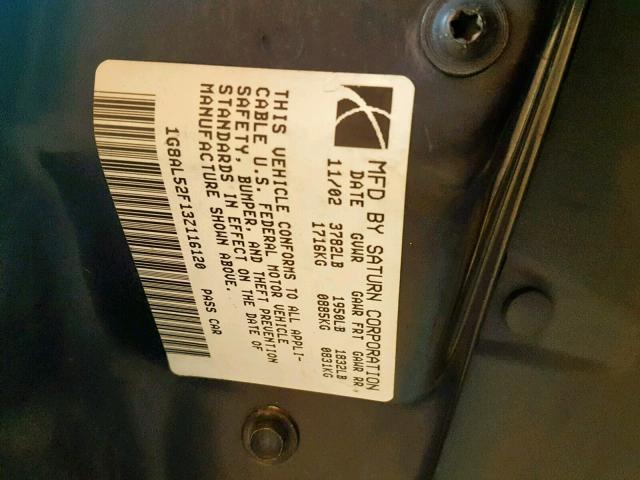 MFD BY SATURN CORPORATION
DATE GVWR GAWR FRT GAWR RR
11/02 3782LB 1950LB 1832LB
1716KG 0885KG 0831KG
THIS VEHICLE CONFORMS TO ALL APPLI-
CABLE U.S. FEDERAL MOTOR VEHICLE
SAFETY, BUMPER, AND THEFT PREVENTION
STANDARDS IN EFFECT ON THE DATE OF
MANUFACTURE SHOWN ABOVE.
1G8AL52F13Z116120 PASS CAR